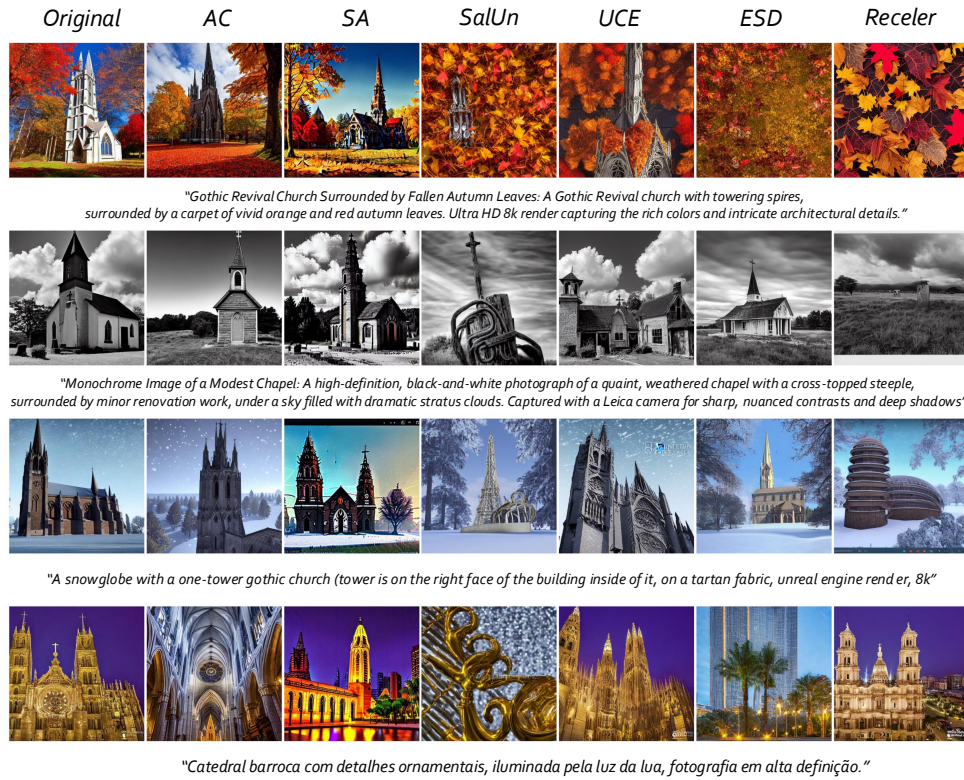 Original AC SA SalUn UCE ESD Receler
"Gothic Revival Church Surrounded by Fallen Autumn Leaves: A Gothic Revival church with towering spires,
surrounded by a carpet of vivid orange and red autumn leaves. Ultra HD 8k render capturing the rich colors and intricate architectural details."
"Monochrome Image of a Modest Chapel: A high-definition, black-and-white photograph of a quaint, weathered chapel with a cross-topped steeple,
surrounded by minor renovation work, under a sky filled with dramatic stratus clouds. Captured with a Leica camera for sharp, nuanced contrasts and deep shadows"
"A snowglobe with a one-tower gothic church (tower is on the right face of the building inside of it, on a tartan fabric, unreal engine render, 8k"
"Catedral barroca com detalhes ornamentais, iluminada pela luz da lua, fotografia em alta definição."